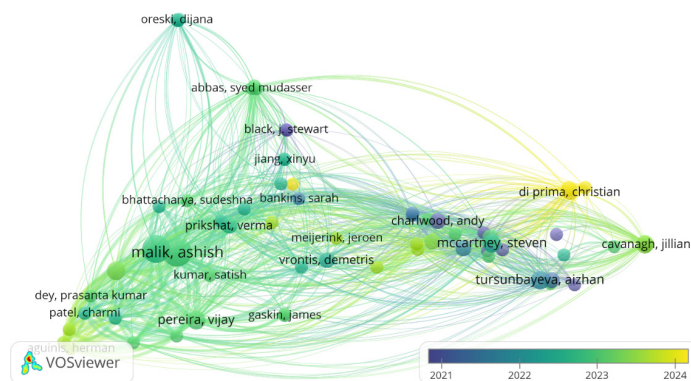 oreski, dijana
abbas, syed mudasser
black, j. stewart
jiang, xinyu
bankins, sarah
di prima, christian
bhattacharya, sudeshna
prikshat, verma
charlwood, andy
meijerink, jeroen
mccartney, steven
cavanagh, jillian
malik, ashish
vrontis, demetris
kumar, satish
tursunbayeva, aizhan
dey, prasanta kumar
patel, charmi
pereira, vijay
gaskin, james
aguinis, herman
VOSviewer
2021 2022 2023 2024